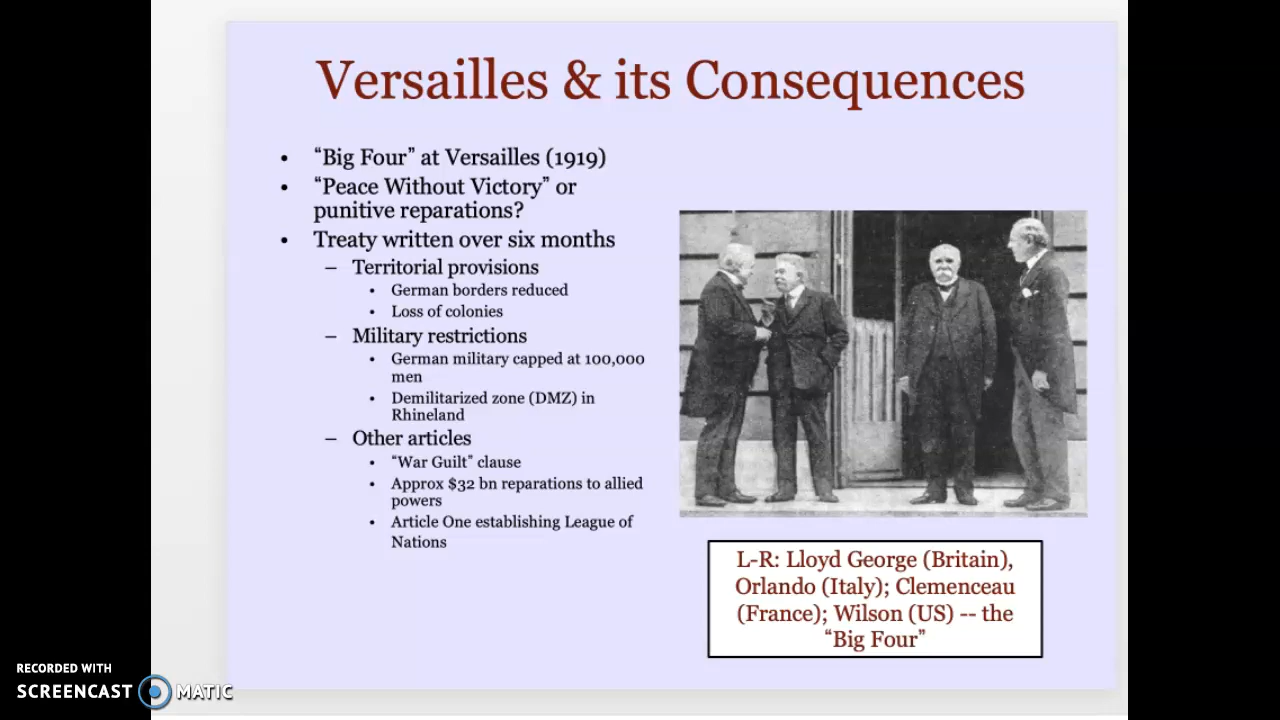 Versailles & its Consequences
• “Big Four” at Versailles (1919)
• “Peace Without Victory” or
punitive reparations?
• Treaty written over six months
– Territorial provisions
• German borders reduced
• Loss of colonies
– Military restrictions
• German military capped at 100,000
men
• Demilitarized zone (DMZ) in
Rhineland
– Other articles
• “War Guilt” clause
• Approx $32 bn reparations to allied
powers
• Article One establishing League of
Nations
L-R: Lloyd George (Britain),
Orlando (Italy); Clemenceau
(France); Wilson (US) -- the
“Big Four”
RECORDED WITH
SCREENCAST MATIC